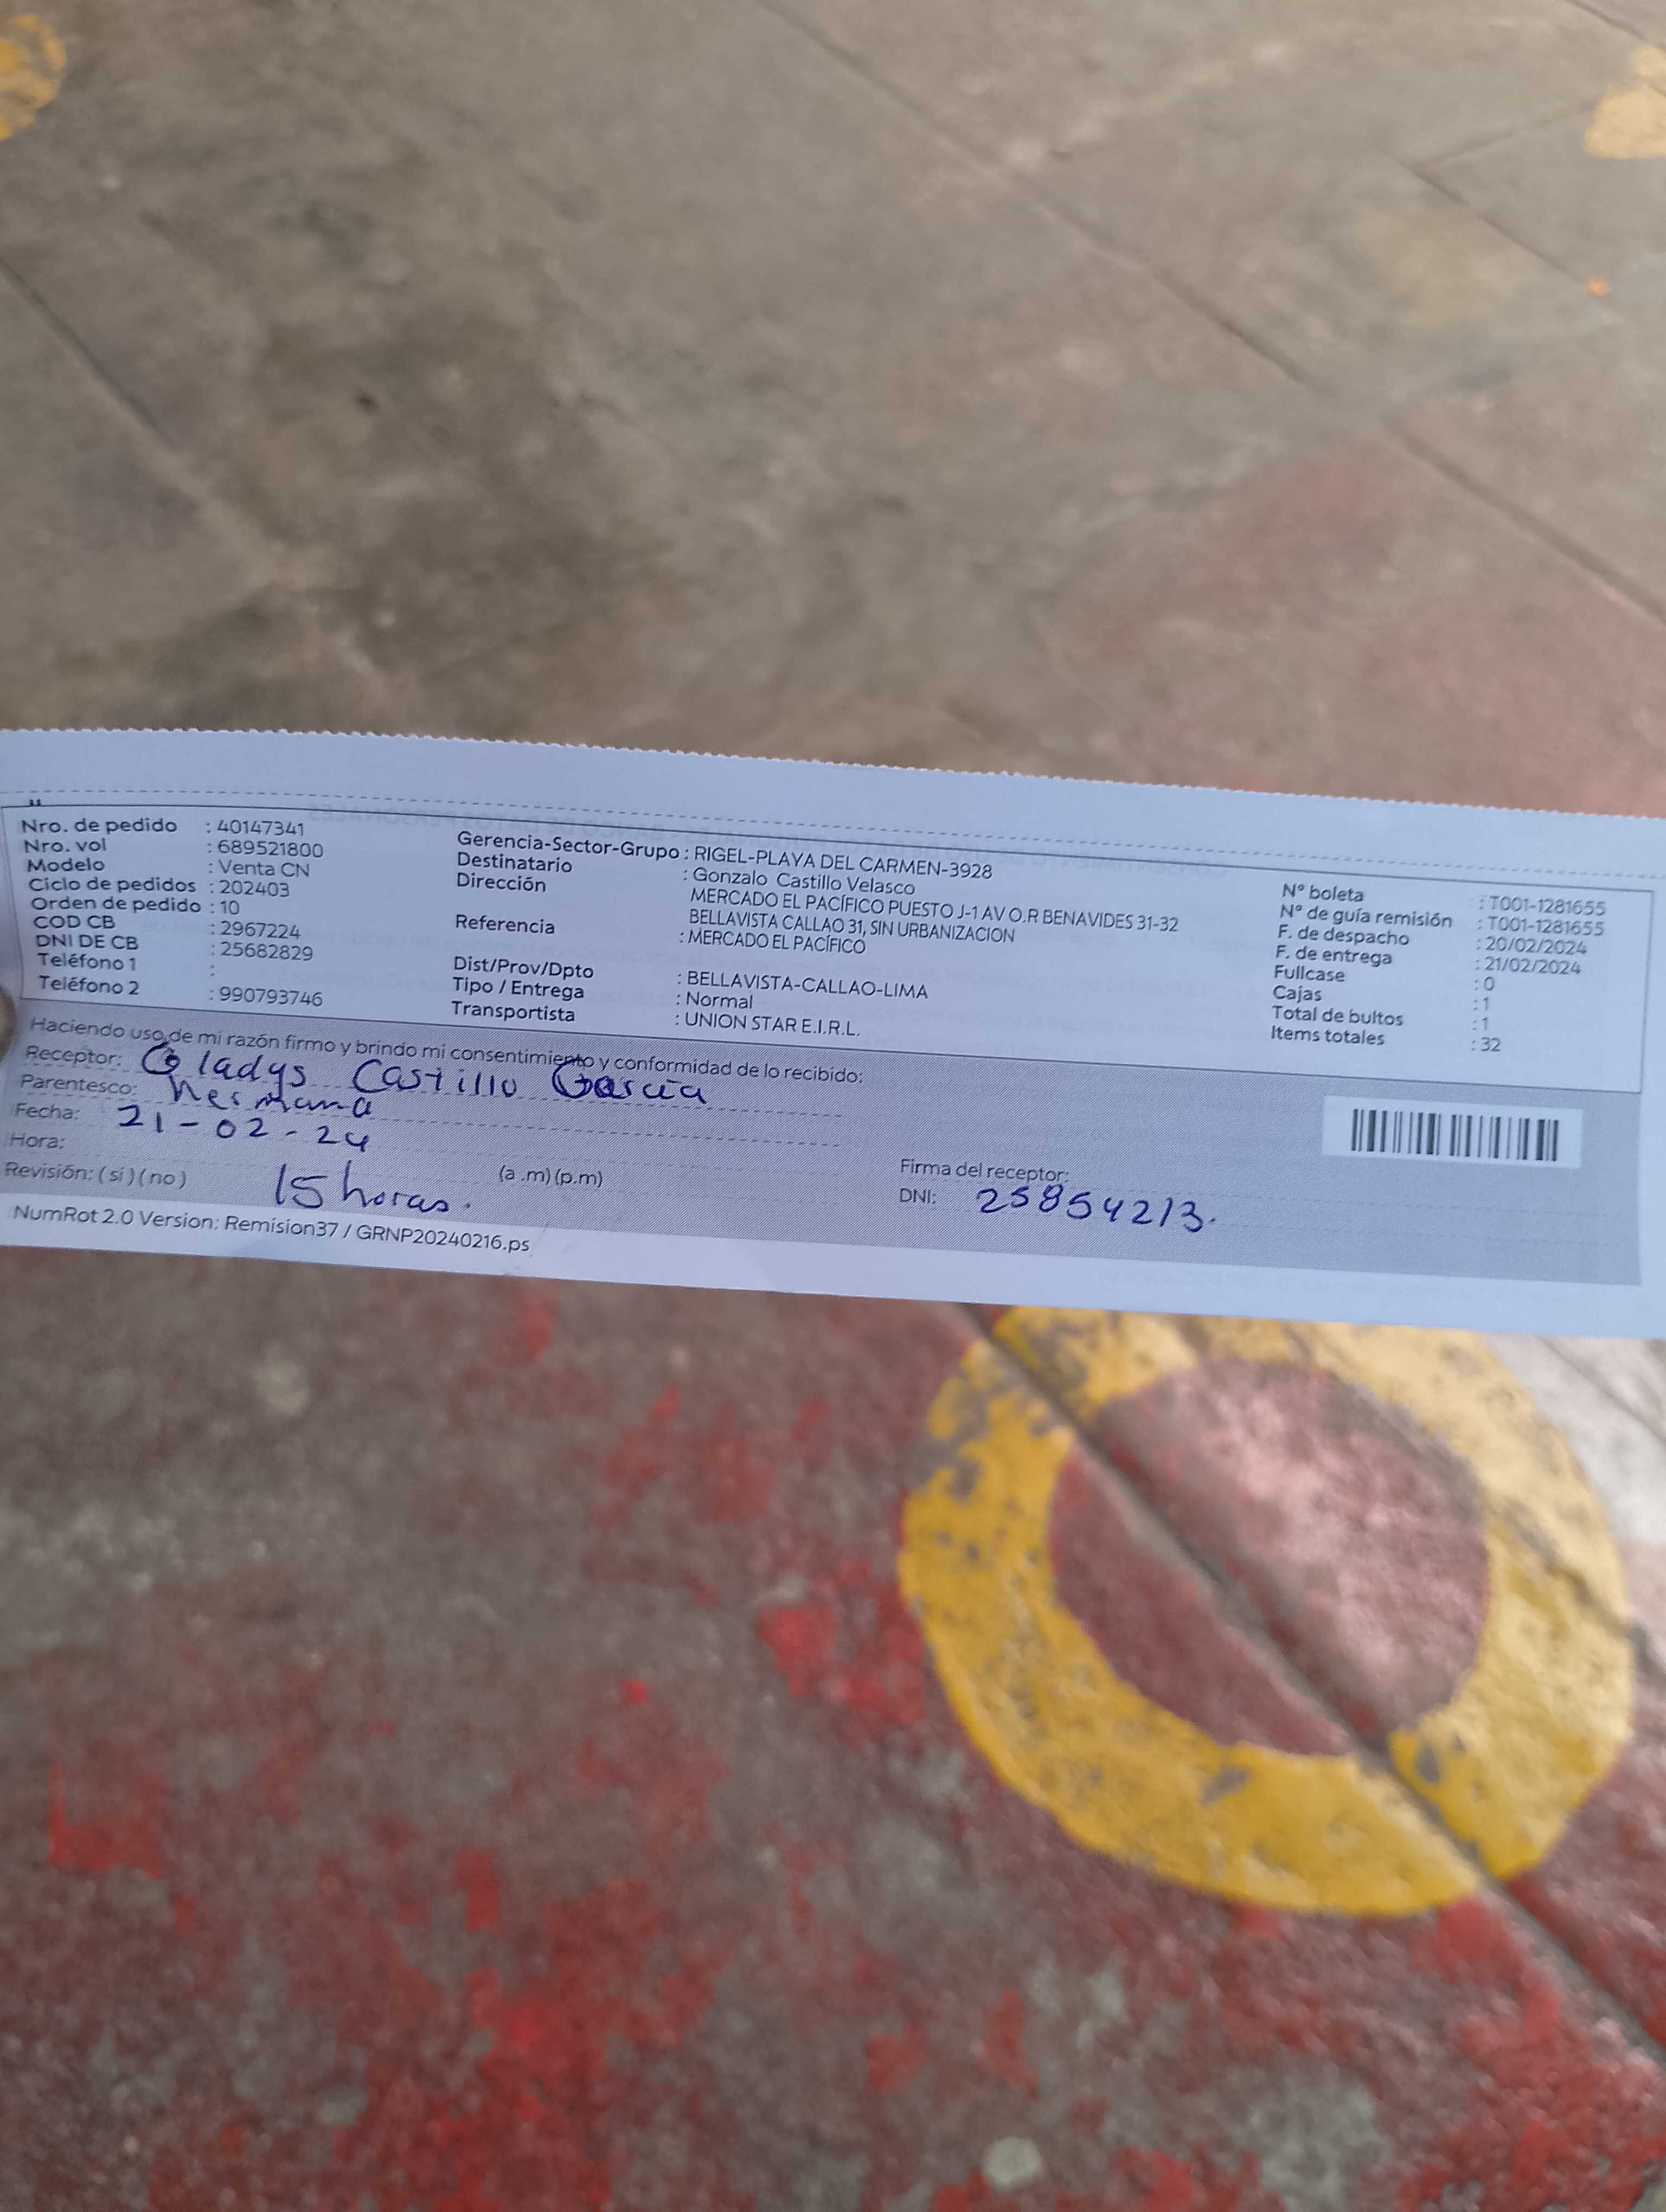 Nro. de pedido : 40147341
Nro. vol : 689521800
Modelo : Venta CN
Ciclo de pedidos : 202403
Orden de pedido : 10
COD CB : 2967224
DNI DE CB : 25682829
Teléfono 1 :
Teléfono 2 : 990793746
Gerencia-Sector-Grupo : RIGEL-PLAYA DEL CARMEN-3928
Destinatario : Gonzalo Castillo Velasco
Dirección MERCADO EL PACÍFICO PUESTO J-1 AV O.R BENAVIDES 31-32
BELLAVISTA CALLAO 31, SIN URBANIZACION
Referencia : MERCADO EL PACÍFICO
Dist/Prov/Dpto : BELLAVISTA-CALLAO-LIMA
Tipo / Entrega : Normal
Transportista : UNION STAR E.I.R.L.
N° boleta : T001-1281655
N° de guía remisión : T001-1281655
F. de despacho : 20/02/2024
F. de entrega : 21/02/2024
Fullcase : 0
Cajas : 1
Total de bultos : 1
Items totales : 32
Haciendo uso de mi razón firmo y brindo mi consentimiento y conformidad de lo recibido:
Receptor: Gladys Castillo García
Parentesco: hermana
Fecha: 21-02-24
Hora: 15 horas. (a .m) (p.m)
Revisión: ( si ) ( no )
Firma del receptor:
DNI: 25854213.
NumRot 2.0 Version: Remision37 / GRNP20240216.ps